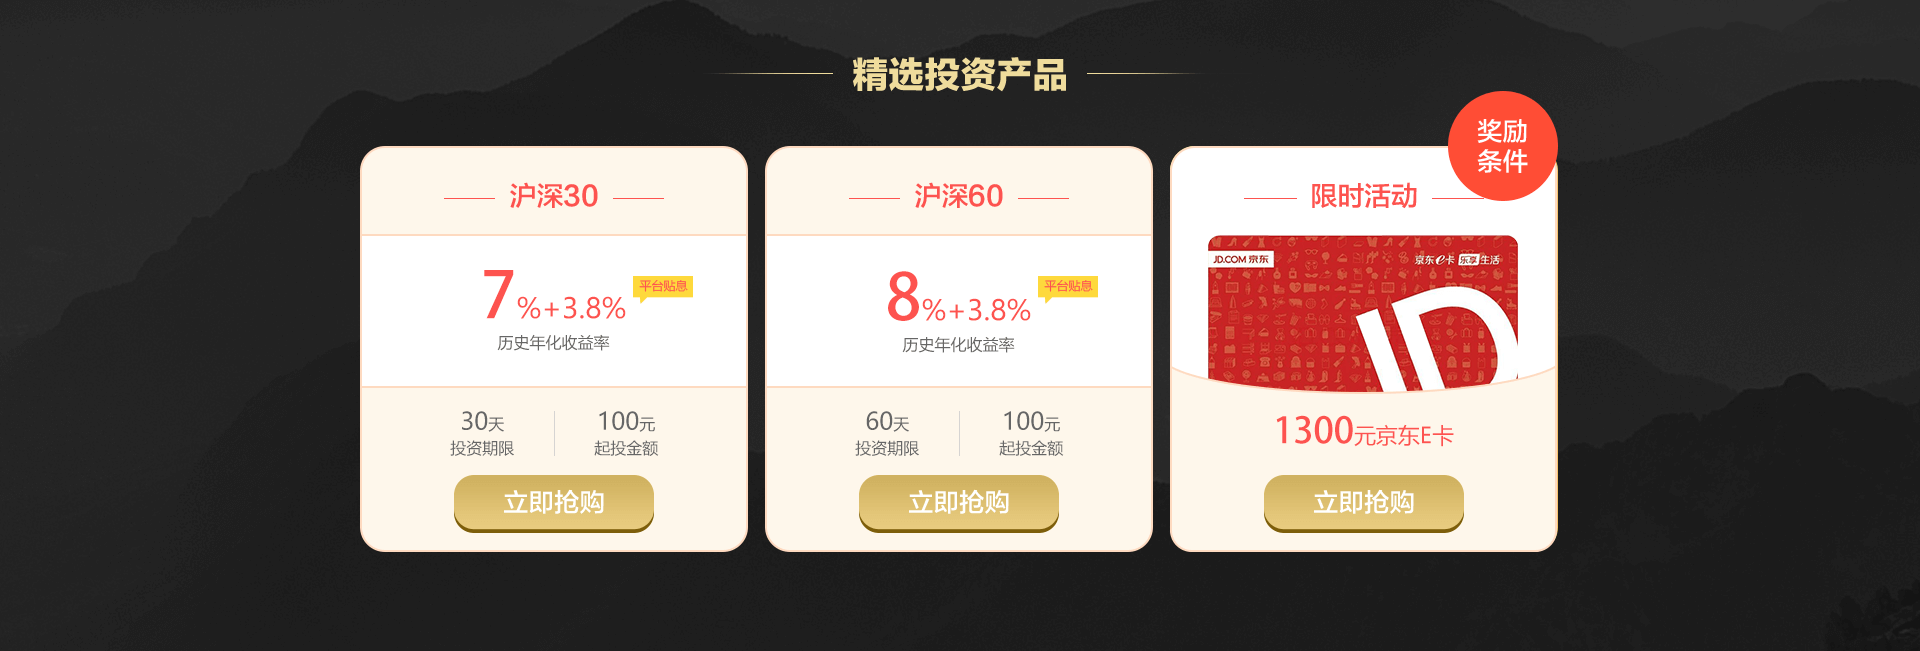 精选投资产品
沪深30
7%+3.8%
平台贴息
历史年化收益率
30天
投资期限
100元
起投金额
立即抢购
沪深60
8%+3.8%
平台贴息
历史年化收益率
60天
投资期限
100元
起投金额
立即抢购
奖励
条件
限时活动
JD.COM 京东
京东e卡 乐享生活
JD
1300元京东E卡
立即抢购